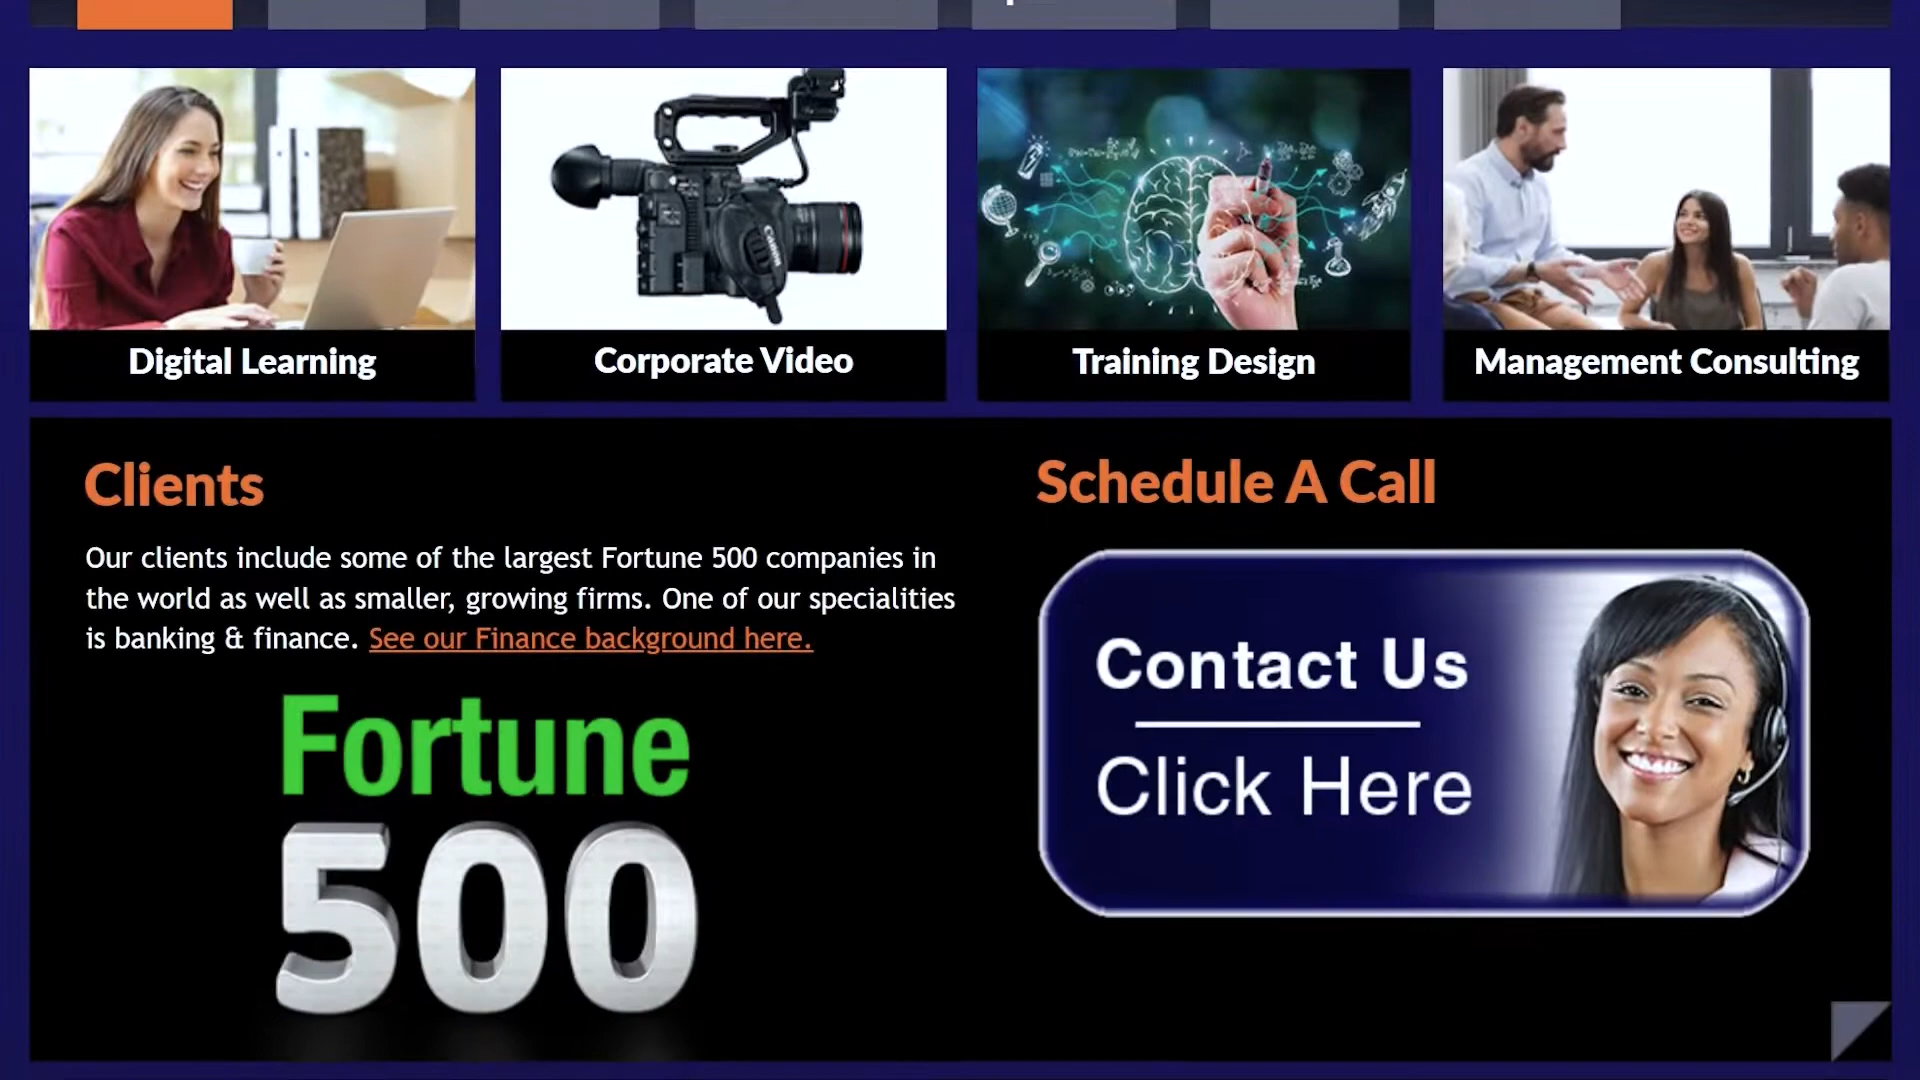 Digital Learning
Corporate Video
Training Design
Management Consulting
Clients
Our clients include some of the largest Fortune 500 companies in
the world as well as smaller, growing firms. One of our specialities
is banking & finance. See our Finance background here.
Fortune
500
Schedule A Call
Contact Us
Click Here
Canon